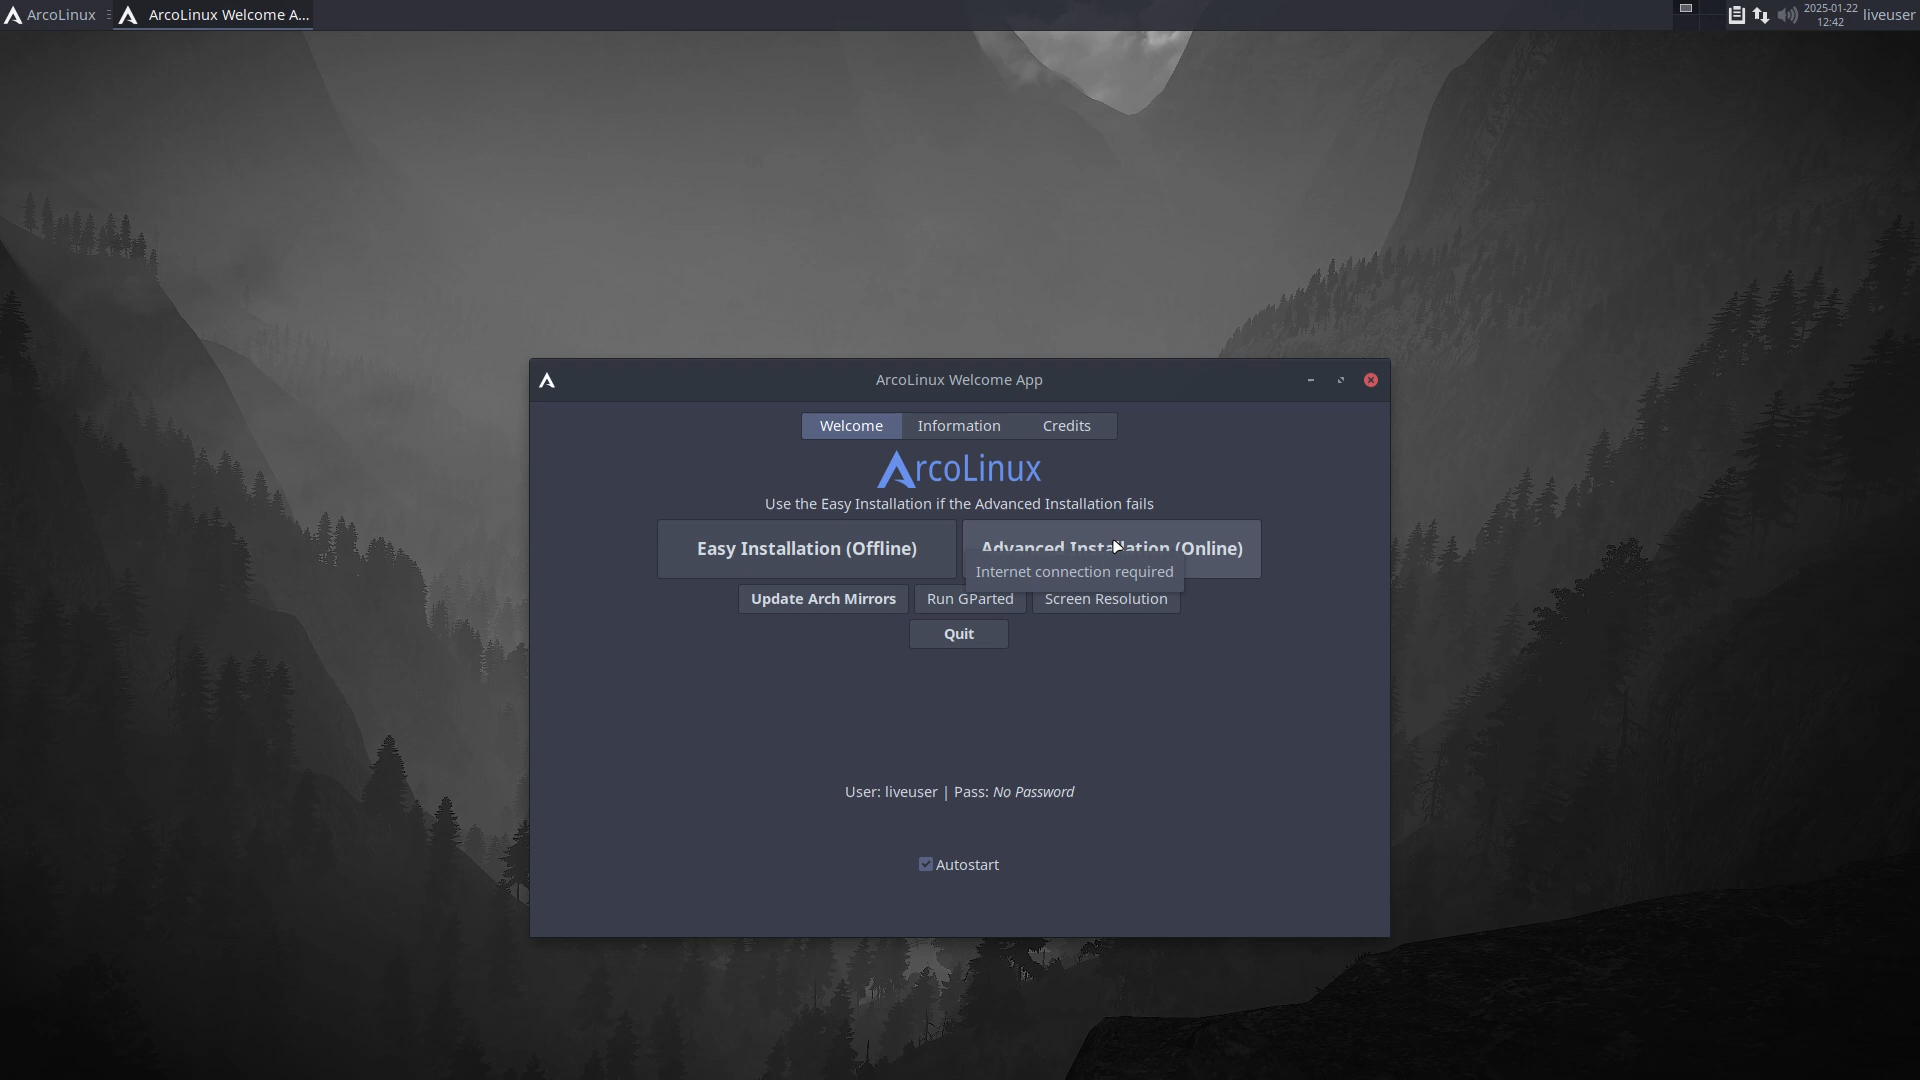 ArcoLinux
ArcoLinux Welcome A...
2025-01-22
12:42
liveuser
ArcoLinux Welcome App
Welcome
Information
Credits
ArcoLinux
Use the Easy Installation if the Advanced Installation fails
Easy Installation (Offline)
Advanced Installation (Online)
Internet connection required
Update Arch Mirrors
Run GParted
Screen Resolution
Quit
User: liveuser | Pass: No Password
Autostart